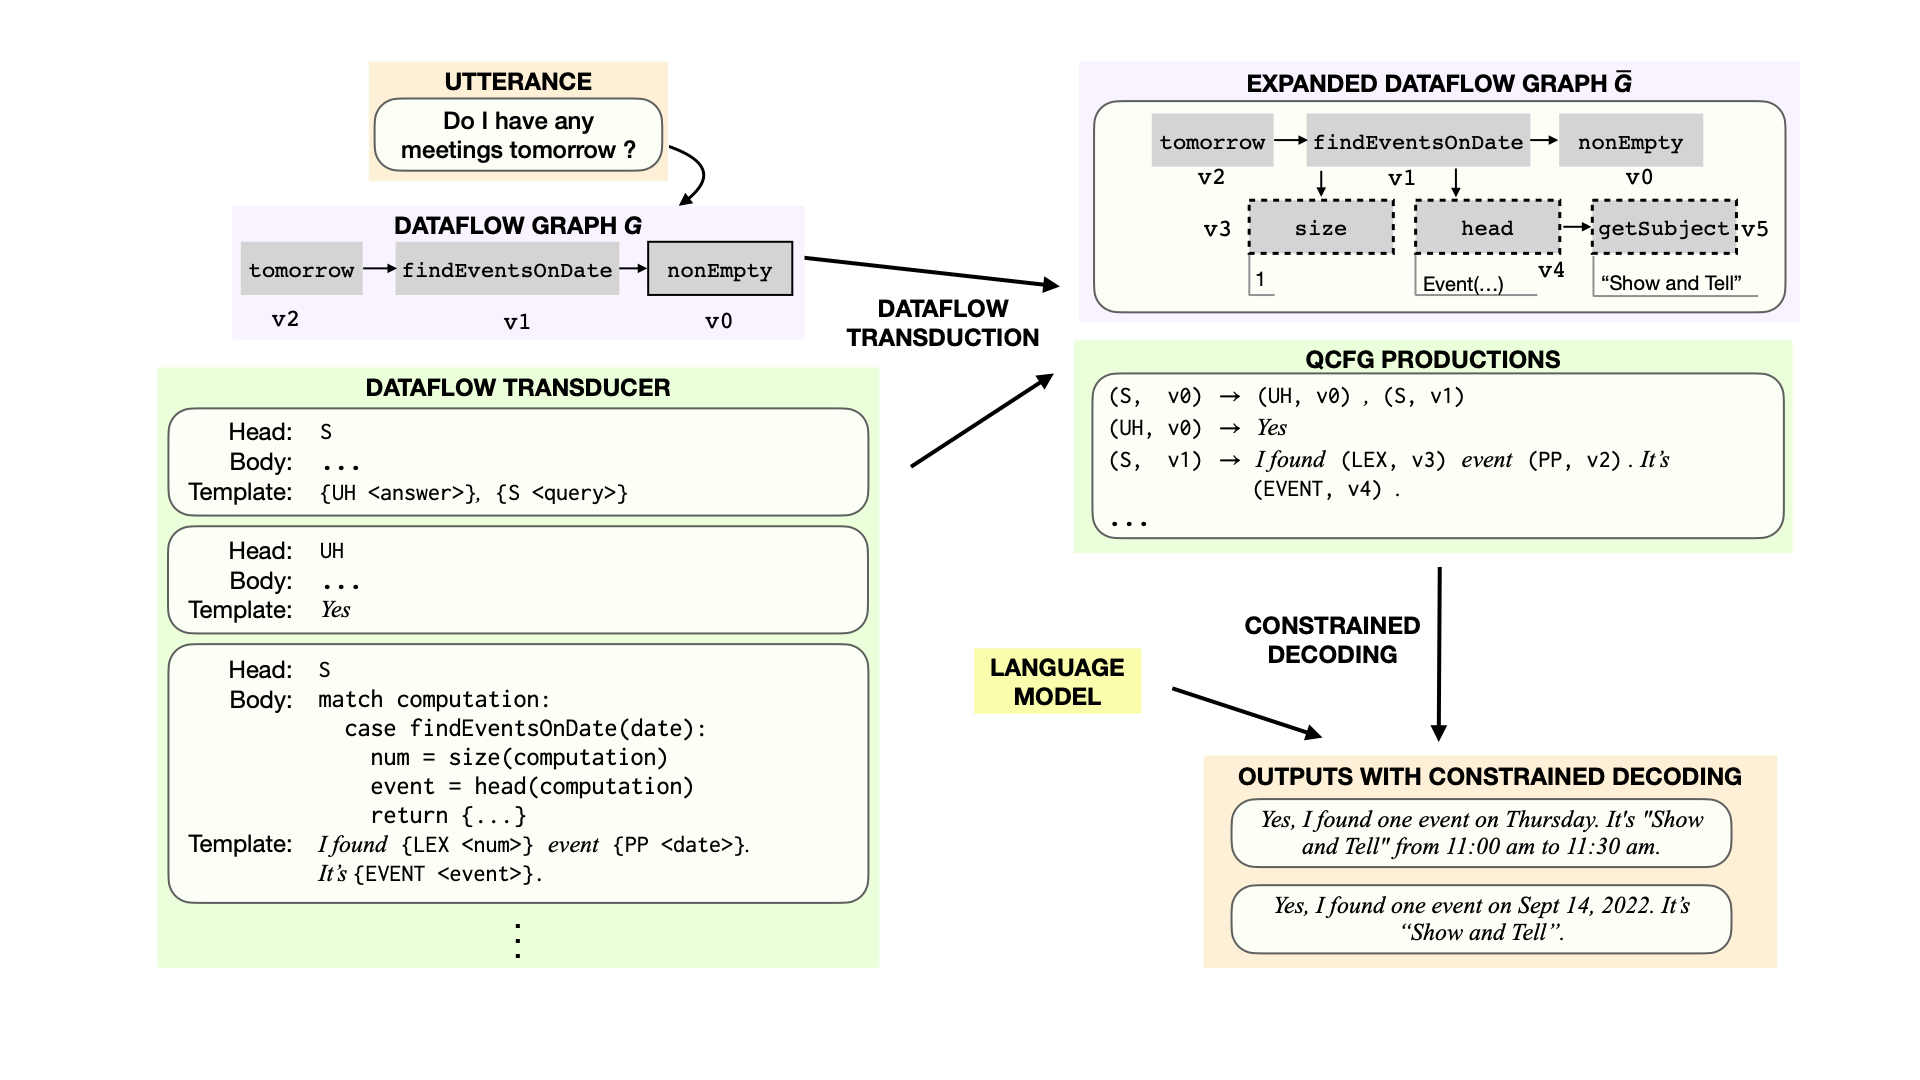 UTTERANCE
Do I have any
meetings tomorrow ?
DATAFLOW GRAPH G
tomorrow
findEventsOnDate
nonEmpty
v2
v1
v0
DATAFLOW
TRANSDUCTION
DATAFLOW TRANSDUCER
Head: S
Body: ...
Template: {UH <answer>}, {S <query>}
Head: UH
Body: ...
Template: Yes
Head: S
Body: match computation:
case findEventsOnDate(date):
num = size(computation)
event = head(computation)
return {...}
Template: I found {LEX <num>} event {PP <date>}.
It’s {EVENT <event>}.
EXPANDED DATAFLOW GRAPH G̅
tomorrow
findEventsOnDate
nonEmpty
v2
v1
v0
v3
size
head
getSubject
v5
1
Event(...)
v4
“Show and Tell”
QCFG PRODUCTIONS
(S, v0) → (UH, v0) , (S, v1)
(UH, v0) → Yes
(S, v1) → I found (LEX, v3) event (PP, v2) . It’s
(EVENT, v4) .
...
CONSTRAINED
DECODING
LANGUAGE
MODEL
OUTPUTS WITH CONSTRAINED DECODING
Yes, I found one event on Thursday. It's "Show
and Tell" from 11:00 am to 11:30 am.
Yes, I found one event on Sept 14, 2022. It’s
“Show and Tell”.